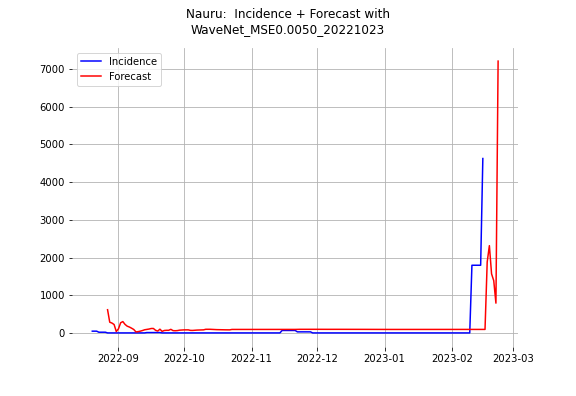 Nauru:  Incidence + Forecast with
WaveNet_MSE0.0050_20221023
Incidence
Forecast
7000
6000
5000
4000
3000
2000
1000
0
2022-09 2022-10 2022-11 2022-12 2023-01 2023-02 2023-03